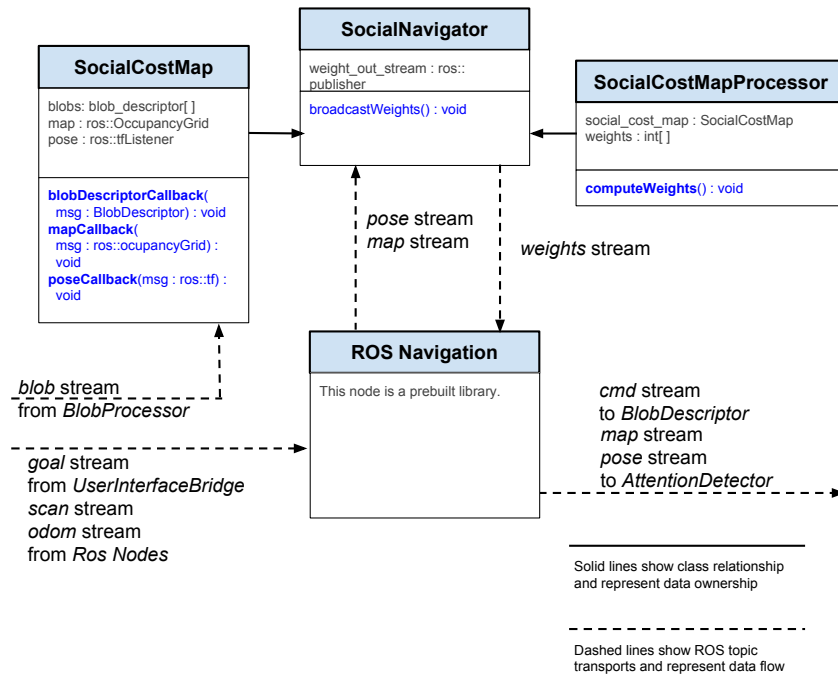 SocialNavigator
weight_out_stream : ros::
publisher
broadcastWeights() : void
SocialCostMap
blobs: blob_descriptor[ ]
map : ros::OccupancyGrid
pose : ros::tfListener
blobDescriptorCallback(
msg : BlobDescriptor) : void
mapCallback(
msg : ros::ocupancyGrid) :
void
poseCallback(msg : ros::tf) :
void
SocialCostMapProcessor
social_cost_map : SocialCostMap
weights : int[ ]
computeWeights() : void
pose stream
map stream
weights stream
ROS Navigation
This node is a prebuilt library.
blob stream
from BlobProcessor
goal stream
from UserInterfaceBridge
scan stream
odom stream
from Ros Nodes
cmd stream
to BlobDescriptor
map stream
pose stream
to AttentionDetector
Solid lines show class relationship
and represent data ownership
Dashed lines show ROS topic
transports and represent data flow